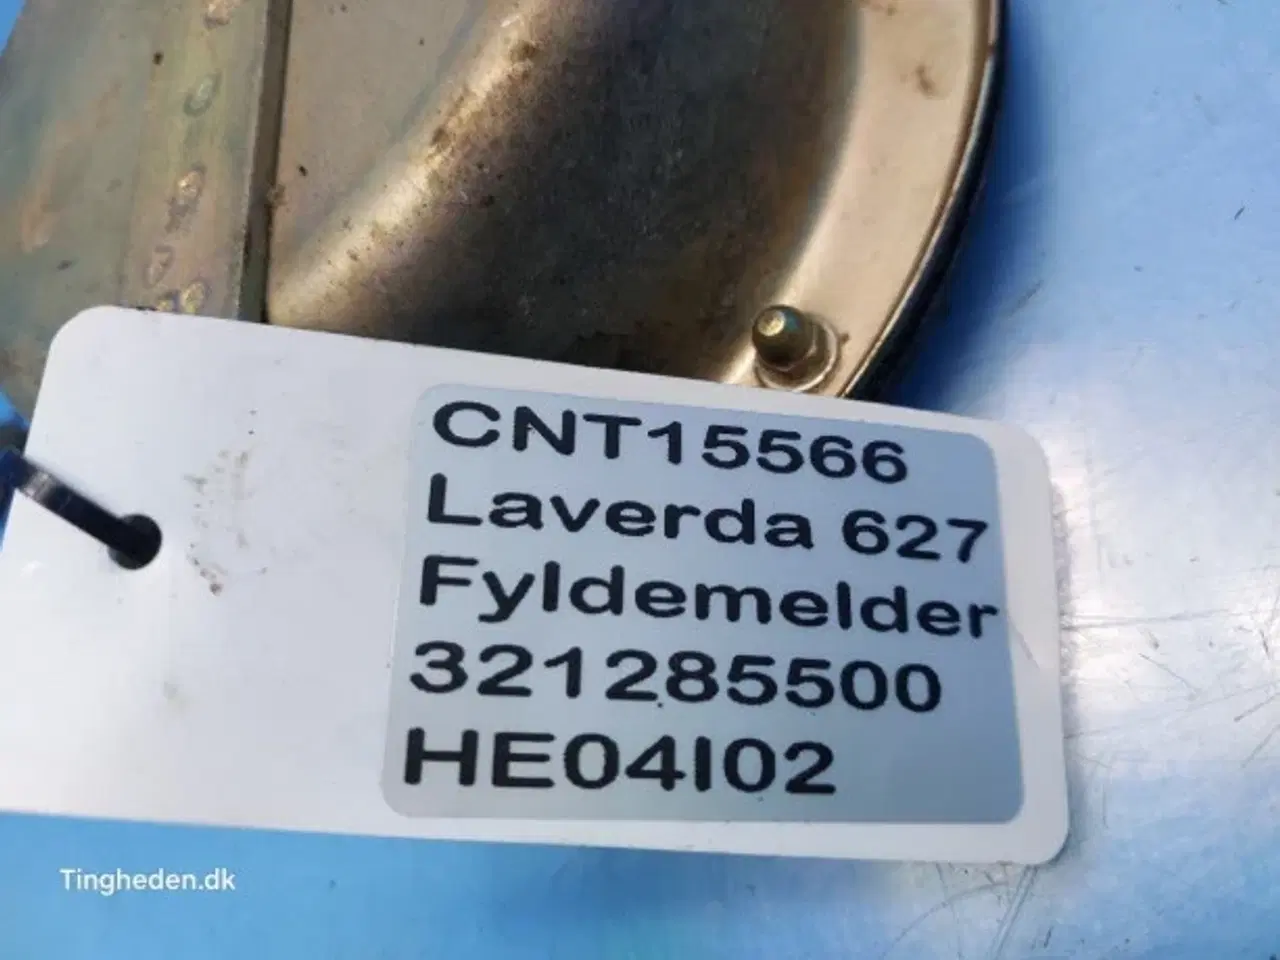 CNT15566
Laverda 627
Fyldemelder
321285500
HE04I02
Tingheden.dk